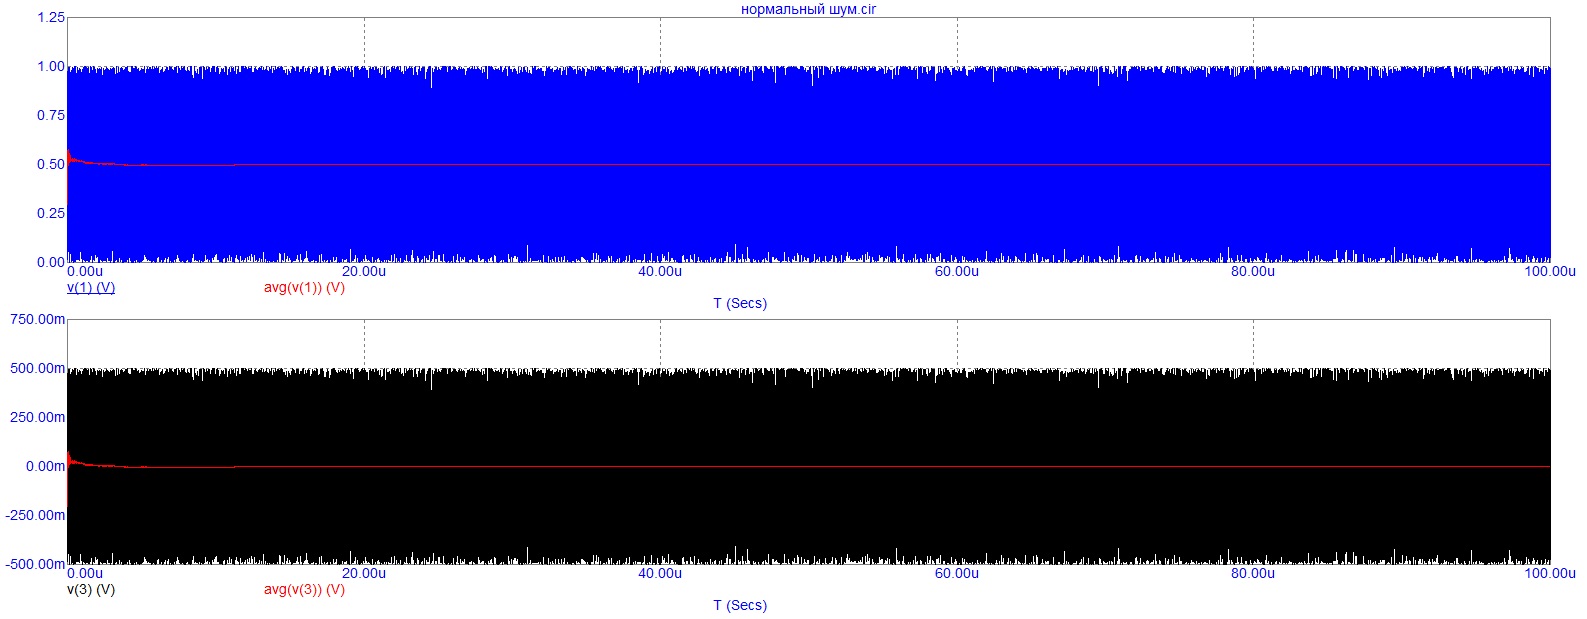 нормальный шум.cir
1.25
1.00
0.75
0.50
0.25
0.00
0.00u 20.00u 40.00u 60.00u 80.00u 100.00u
v(1) (V) avg(v(1)) (V)
T (Secs)
750.00m
500.00m
250.00m
0.00m
-250.00m
-500.00m
0.00u 20.00u 40.00u 60.00u 80.00u 100.00u
v(3) (V) avg(v(3)) (V)
T (Secs)